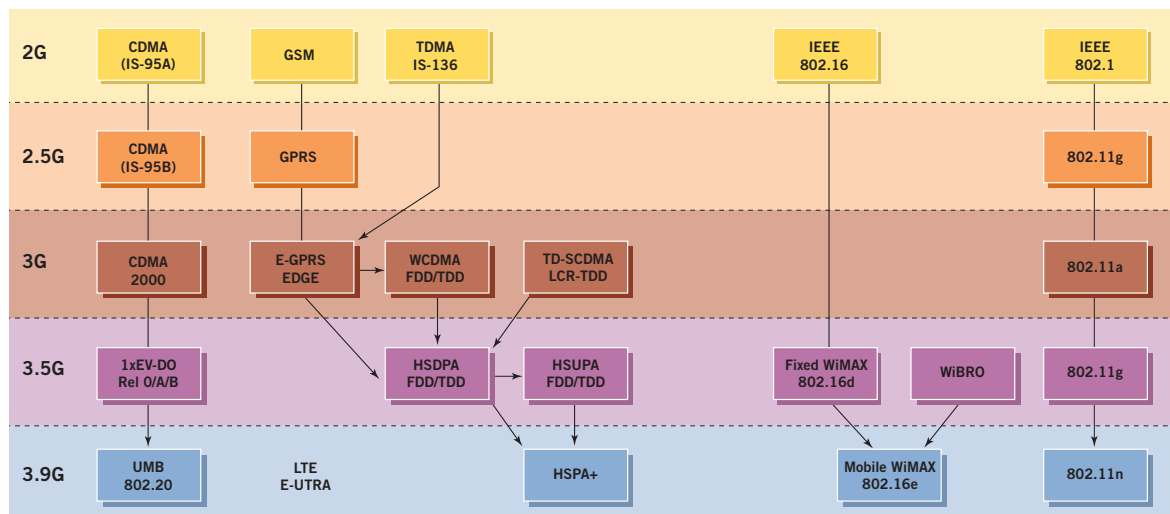 2G
CDMA
(IS-95A)
GSM
TDMA
IS-136
IEEE
802.16
IEEE
802.1
2.5G
CDMA
(IS-95B)
GPRS
802.11g
3G
CDMA
2000
E-GPRS
EDGE
WCDMA
FDD/TDD
TD-SCDMA
LCR-TDD
802.11a
3.5G
1xEV-DO
Rel 0/A/B
HSDPA
FDD/TDD
HSUPA
FDD/TDD
Fixed WiMAX
802.16d
WiBRO
802.11g
3.9G
UMB
802.20
LTE
E-UTRA
HSPA+
Mobile WiMAX
802.16e
802.11n